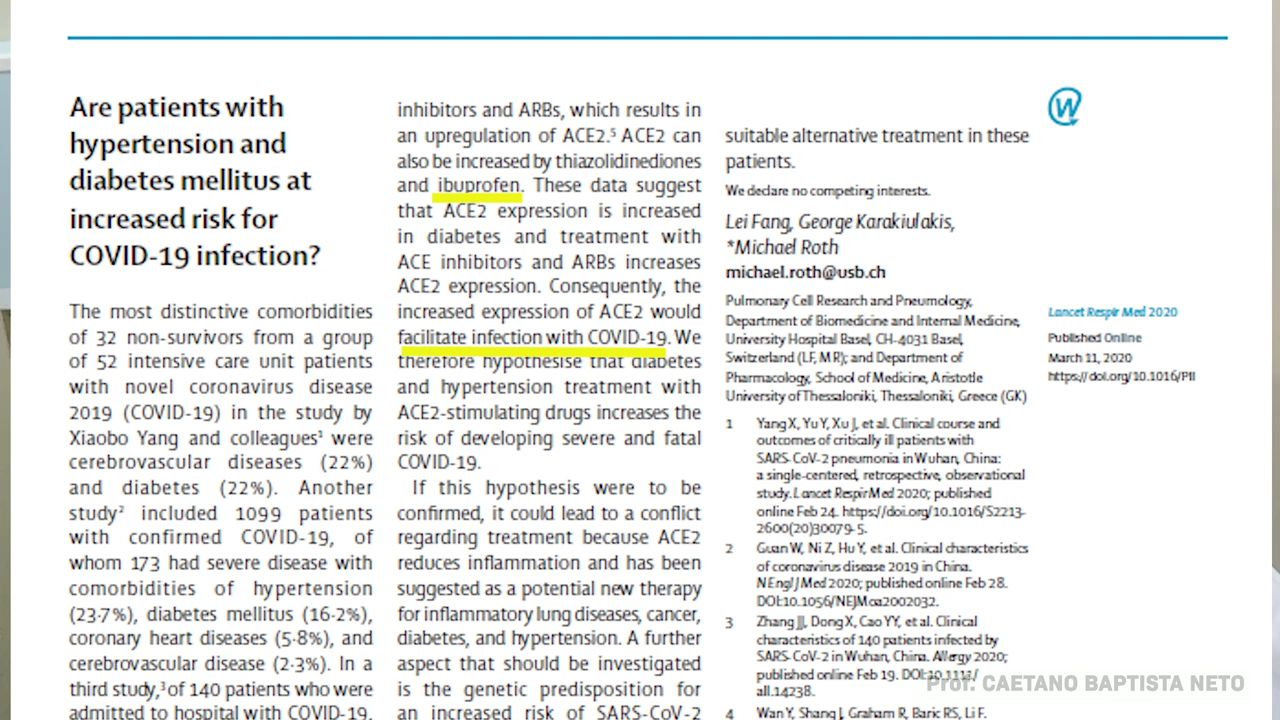 Are patients with
hypertension and
diabetes mellitus at
increased risk for
COVID-19 infection?
The most distinctive comorbidities
of 32 non-survivors from a group
of 52 intensive care unit patients
with novel coronavirus disease
2019 (COVID-19) in the study by
Xiaobo Yang and colleagues¹ were
cerebrovascular diseases (22%)
and diabetes (22%). Another
study² included 1099 patients
with confirmed COVID-19, of
whom 173 had severe disease with
comorbidities of hypertension
(23·7%), diabetes mellitus (16·2%),
coronary heart diseases (5·8%), and
cerebrovascular disease (2·3%). In a
third study,³ of 140 patients who were
admitted to hospital with COVID-19,
inhibitors and ARBs, which results in
an upregulation of ACE2.⁵ ACE2 can
also be increased by thiazolidinediones
and ibuprofen. These data suggest
that ACE2 expression is increased
in diabetes and treatment with
ACE inhibitors and ARBs increases
ACE2 expression. Consequently, the
increased expression of ACE2 would
facilitate infection with COVID-19. We
therefore hypothesise that diabetes
and hypertension treatment with
ACE2-stimulating drugs increases the
risk of developing severe and fatal
COVID-19.
If this hypothesis were to be
confirmed, it could lead to a conflict
regarding treatment because ACE2
reduces inflammation and has been
suggested as a potential new therapy
for inflammatory lung diseases, cancer,
diabetes, and hypertension. A further
aspect that should be investigated
is the genetic predisposition for
an increased risk of SARS-CoV-2
suitable alternative treatment in these
patients.
We declare no competing interests.
Lei Fang, George Karakiulakis,
*Michael Roth
michael.roth@usb.ch
Pulmonary Cell Research and Pneumology,
Department of Biomedicine and Internal Medicine,
University Hospital Basel, CH-4031 Basel,
Switzerland (LF, MR); and Department of
Pharmacology, School of Medicine, Aristotle
University of Thessaloniki, Thessaloniki, Greece (GK)
1 Yang X, Yu Y, Xu J, et al. Clinical course and
outcomes of critically ill patients with
SARS-CoV-2 pneumonia in Wuhan, China:
a single-centered, retrospective, observational
study. Lancet Respir Med 2020; published
online Feb 24. https://doi.org/10.1016/S2213-
2600(20)30079-5.
2 Guan W, Ni Z, Hu Y, et al. Clinical characteristics
of coronavirus disease 2019 in China.
N Engl J Med 2020; published online Feb 28.
DOI:10.1056/NEJMoa2002032.
3 Zhang JJ, Dong X, Cao YY, et al. Clinical
characteristics of 140 patients infected by
SARS-CoV-2 in Wuhan, China. Allergy 2020;
published online Feb 19. DOI:10.1111/
all.14238.
4 Wan Y, Shang J, Graham R, Baric RS, Li F.
W
Lancet Respir Med 2020
Published Online
March 11, 2020
https://doi.org/10.1016/PII
Prof. CAETANO BAPTISTA NETO